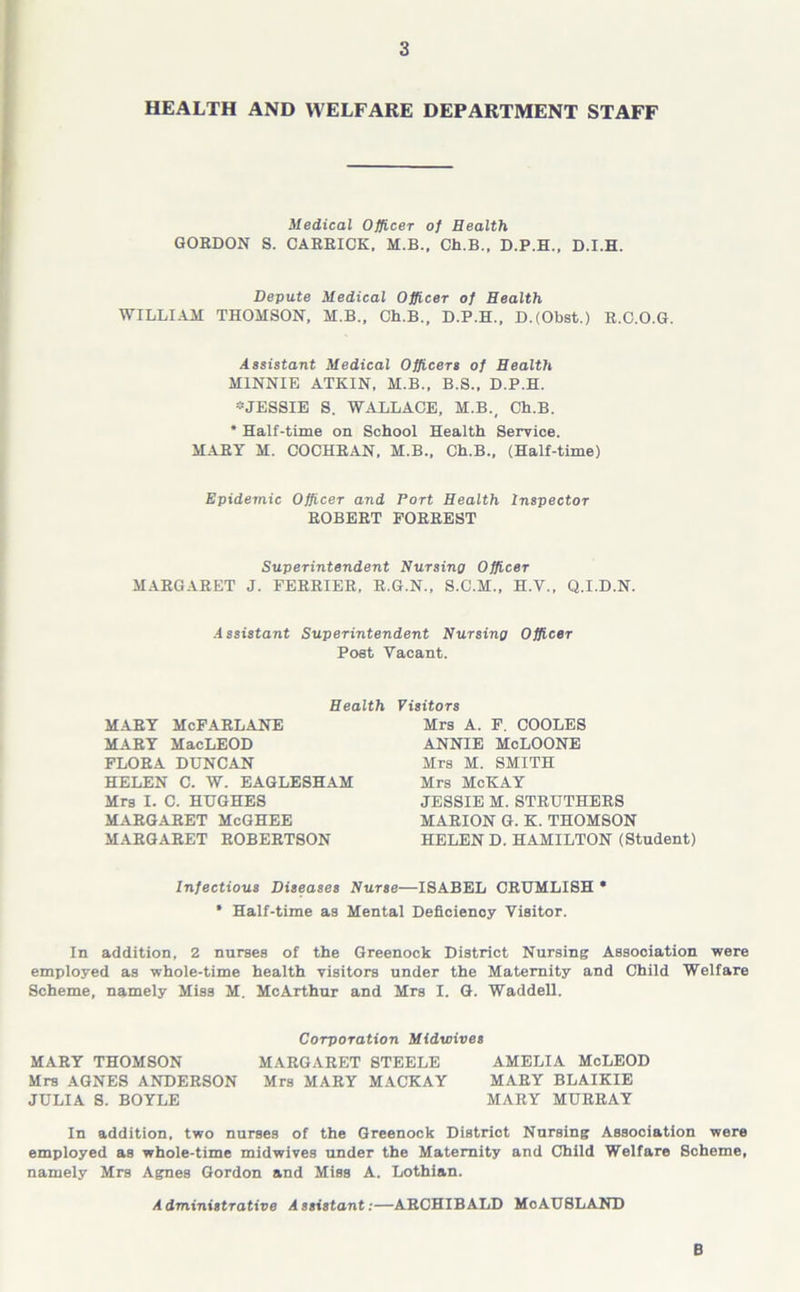 3
HEALTH AND WELFARE DEPARTMENT STAFF
Medical Officer of Health
GORDON S. CARRICK, M.B., Ch.B., D.P.H., D.I.H.
Depute Medical Officer of Health
WILLIAM THOMSON, M.B., Ch.B., D.P.H., D.(Obst.) R.C.O.G.
Assistant Medical Officers of Health
MINNIE ATKIN, M.B., B.S., D.P.H.
*JESSIE S. WALLACE, M.B., Ch.B.
* Half-time on School Health Service.
MARY M. COCHRAN, M.B., Ch.B., (Half-time)
Epidemic Officer and Port Health Inspector
ROBERT FORREST
Superintendent Nursing Officer
MARGARET J. FERRIER, R.G.N., S.C.M., H.V., Q.I.D.N.
Assistant Superintendent Nursing Officer
Post Vacant.
Health Visitors
MARY McFARLANE Mrs A. F. COOLES
MARY MacLEOD ANNIE McLOONE
FLORA DUNCAN Mrs M. SMITH
HELEN C. W. EAGLESHAM Mrs McKAY
Mrs I. C. HUGHES JESSIE M. STRUTHERS
MARGARET McGHEE MARION G. K. THOMSON
MARGARET ROBERTSON HELEN D. HAMILTON (Student)
Infectious Diseases Nurse—ISABEL CRUMLISH *
* Half-time as Mental Deficiency Visitor.
In addition, 2 nurses of the Greenock District Nursing Association were
employed as whole-time health visitors under the Maternity and Child Welfare
Scheme, namely Miss M. McArthur and Mrs I. G. Waddell.
Corporation Midwives
MARY THOMSON MARGARET STEELE AMELIA McLEOD
Mrs AGNES ANDERSON Mrs MARY MACKAY MARY BLAIKIE
JULIA S. BOYLE MARY MURRAY
In addition, two nurses of the Greenock District Nursing Association were
employed as whole-time midwives under the Maternity and Child Welfare Scheme,
namely Mrs Agnes Gordon and Miss A. Lothian.
Administrative Assistant:—ARCHIBALD McAUSLAND
B